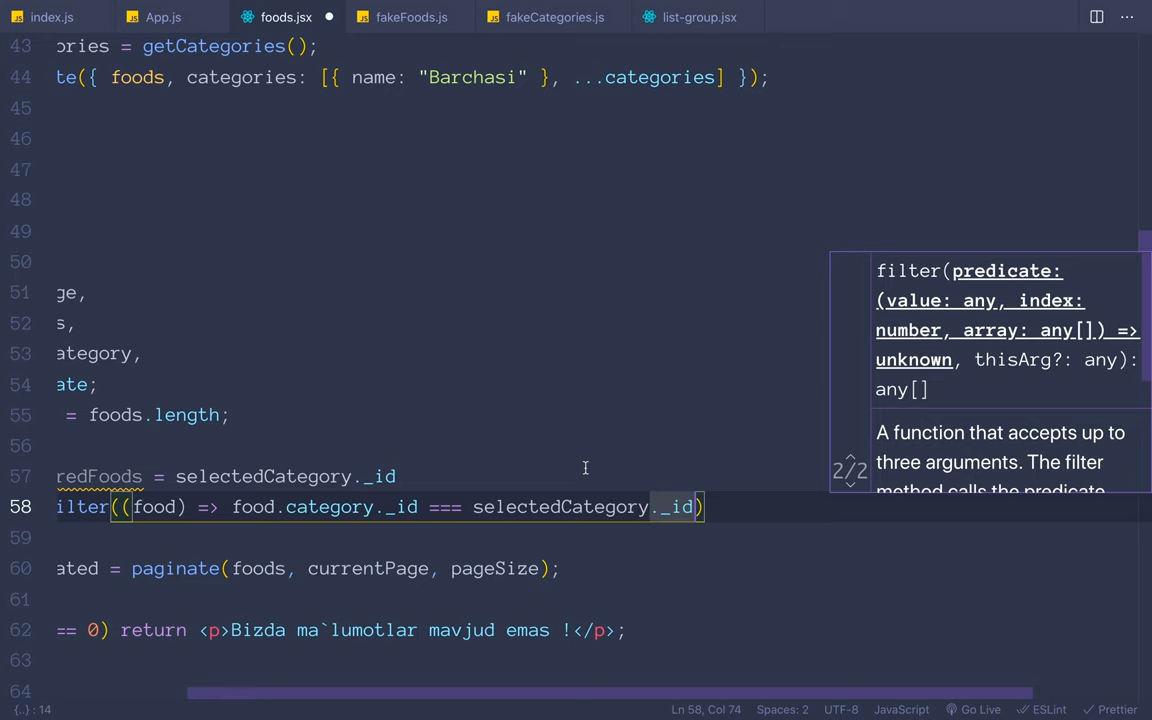 index.js App.js foods.jsx fakeFoods.js fakeCategories.js list-group.jsx
43 ories = getCategories();
44 te({ foods, categories: [{ name: "Barchasi" }, ...categories] });
45
46
47
48
49
50
51 ge,
52 s,
53 ategory,
54 ate;
55 = foods.length;
56
57 redFoods = selectedCategory._id
58 ilter((food) => food.category._id === selectedCategory._id)
59
60 ated = paginate(foods, currentPage, pageSize);
61
62 == 0) return <p>Bizda ma`lumotlar mavjud emas !</p>;
63
64
filter(predicate:
(value: any, index:
number, array: any[]) =>
unknown, thisArg?: any):
any[]
A function that accepts up to
three arguments. The filter
method calls the predicate
2/2
{..} : 14 Ln 58, Col 74 Spaces: 2 UTF-8 JavaScript Go Live ESLint Prettier